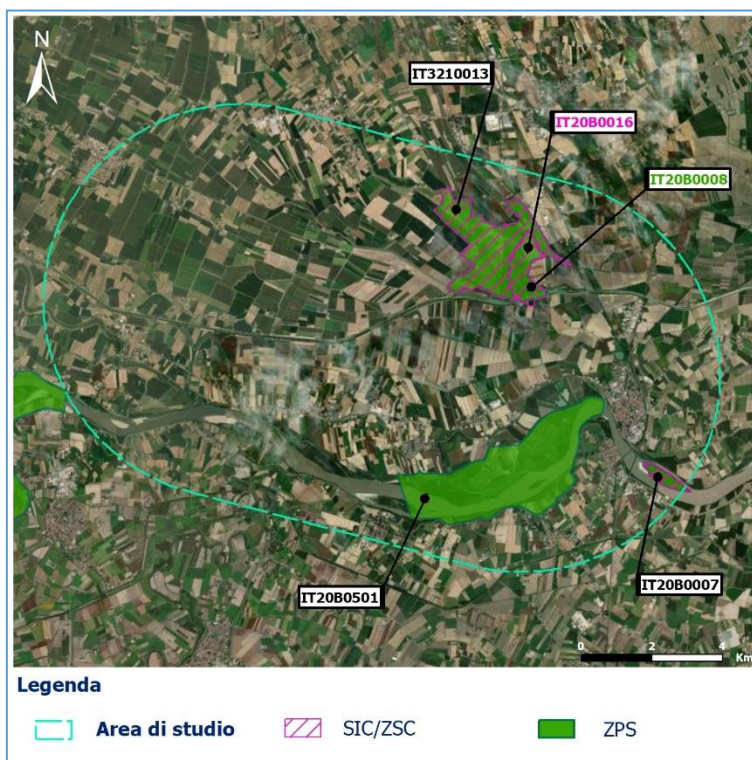 N
IT3210013
IT20B0016
IT20B0008
IT20B0501
IT20B0007
0 2 4
Km
Legenda
Area di studio SIC/ZSC ZPS